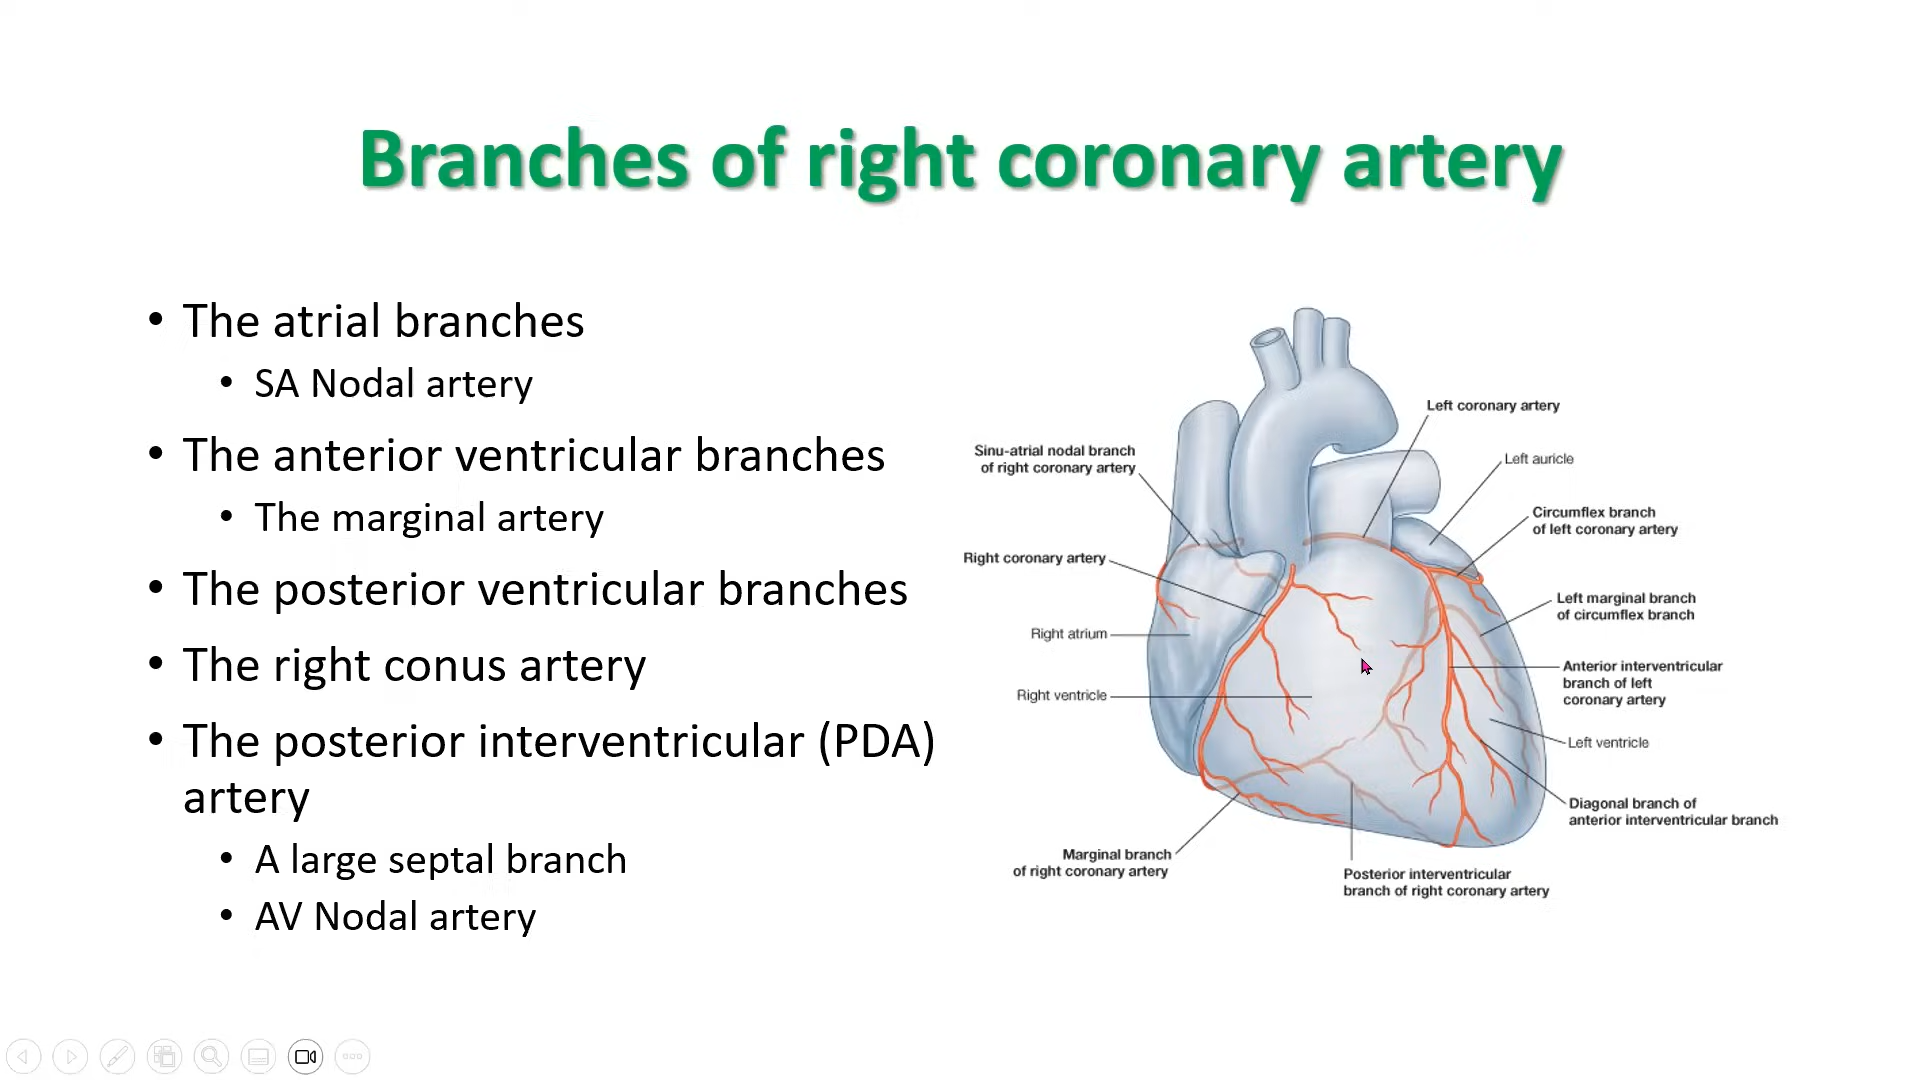 Branches of right coronary artery
• The atrial branches
• SA Nodal artery
• The anterior ventricular branches
• The marginal artery
• The posterior ventricular branches
• The right conus artery
• The posterior interventricular (PDA)
artery
• A large septal branch
• AV Nodal artery
Left coronary artery
Sinu-atrial nodal branch
of right coronary artery
Left auricle
Circumflex branch
of left coronary artery
Right coronary artery
Left marginal branch
of circumflex branch
Right atrium
Anterior interventricular
branch of left
coronary artery
Right ventricle
Left ventricle
Diagonal branch of
anterior interventricular branch
Marginal branch
of right coronary artery
Posterior interventricular
branch of right coronary artery